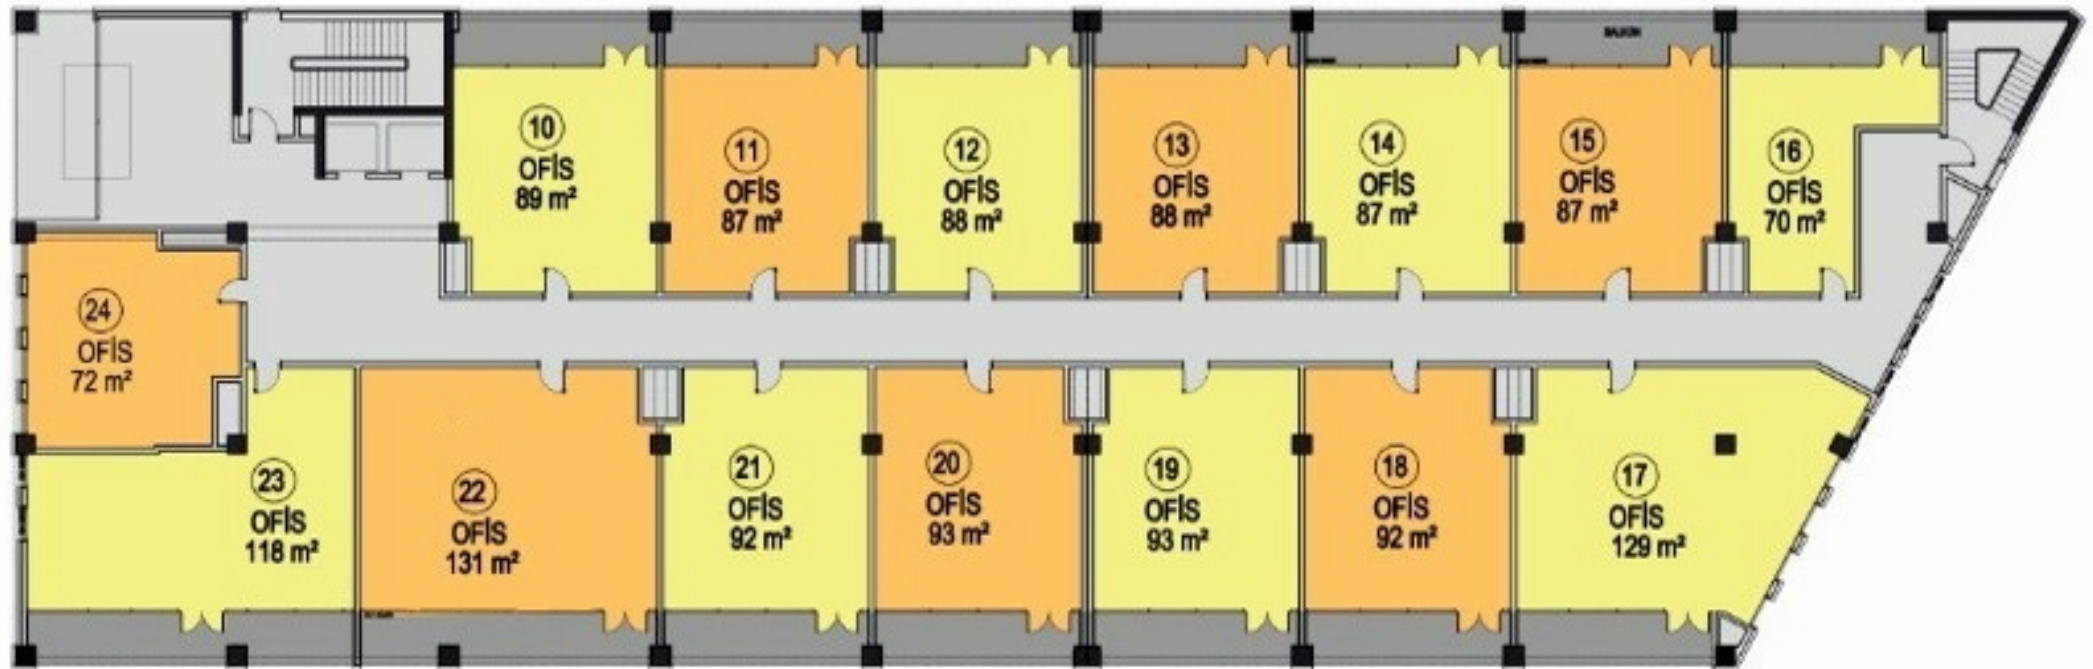 BALKON
10
OFİS
89 m²
11
OFİS
87 m²
12
OFİS
88 m²
13
OFİS
88 m²
14
OFİS
87 m²
15
OFİS
87 m²
16
OFİS
70 m²
24
OFİS
72 m²
23
OFİS
118 m²
22
OFİS
131 m²
21
OFİS
92 m²
20
OFİS
93 m²
19
OFİS
93 m²
18
OFİS
92 m²
17
OFİS
129 m²